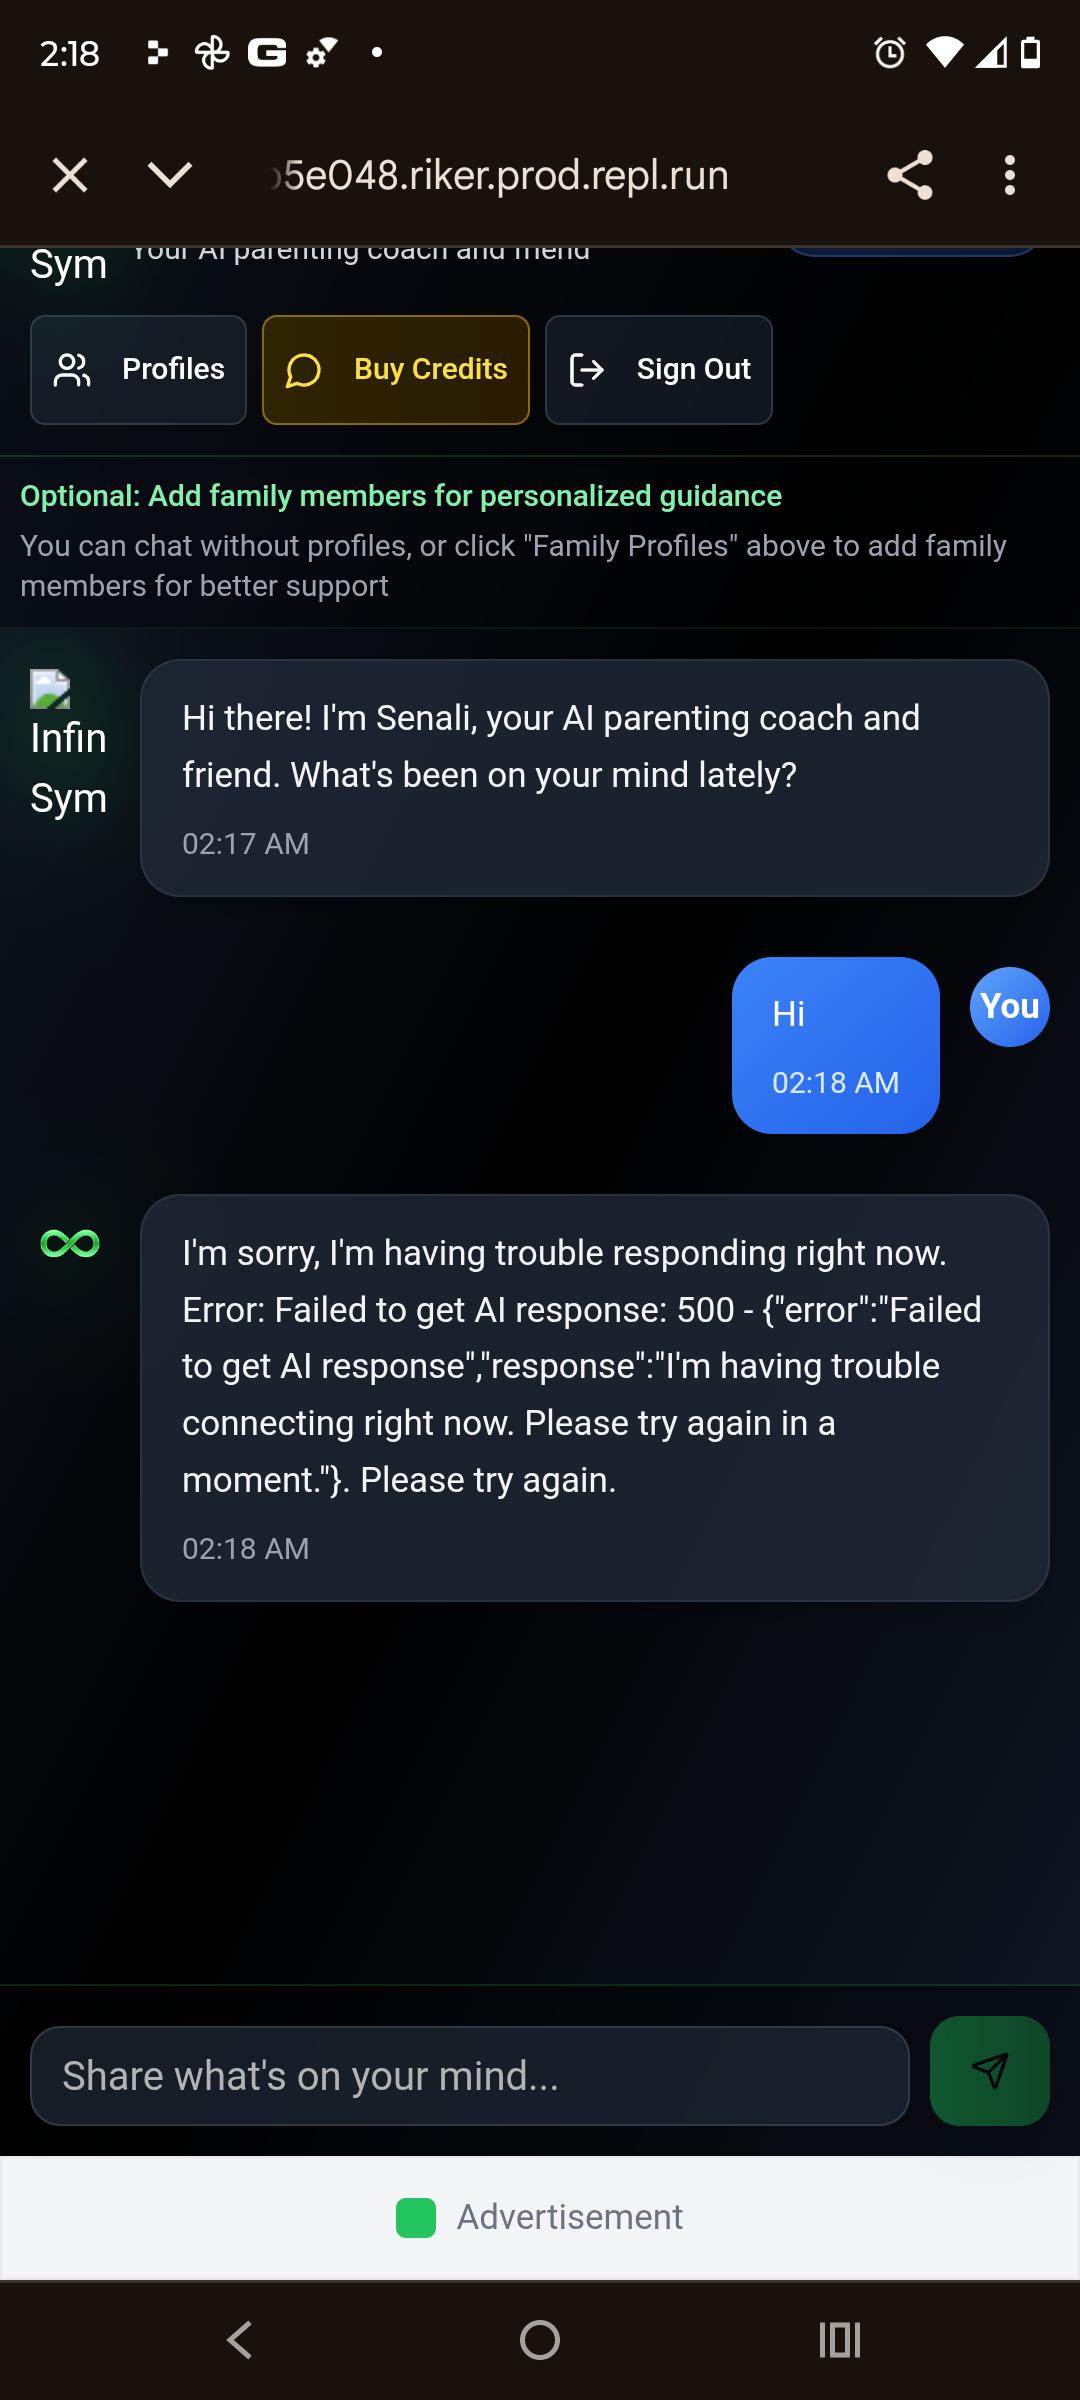 2:18
5e048.riker.prod.repl.run
Sym
Your AI parenting coach and friend
Profiles
Buy Credits
Sign Out
Optional: Add family members for personalized guidance
You can chat without profiles, or click "Family Profiles" above to add family
members for better support
Infin
Sym
Hi there! I'm Senali, your AI parenting coach and
friend. What's been on your mind lately?
02:17 AM
Hi
02:18 AM
You
I'm sorry, I'm having trouble responding right now.
Error: Failed to get AI response: 500 - {"error":"Failed
to get AI response","response":"I'm having trouble
connecting right now. Please try again in a
moment."}. Please try again.
02:18 AM
Share what's on your mind...
Advertisement